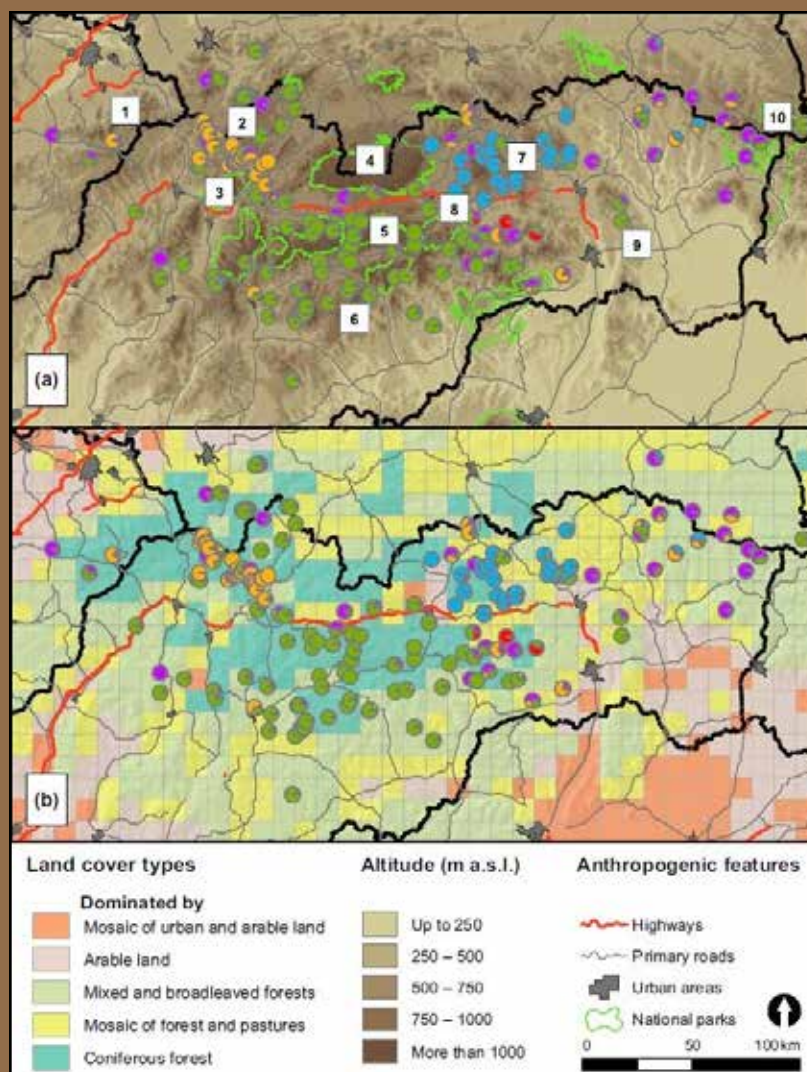 1
2
10
4
7
3
8
5
9
6
(a)
(b)
Land cover types
Altitude (m a.s.l.)
Anthropogenic features
Dominated by
Mosaic of urban and arable land
Arable land
Mixed and broadleaved forests
Mosaic of forest and pastures
Coniferous forest
Up to 250
250 – 500
500 – 750
750 – 1000
More than 1000
Highways
Primary roads
Urban areas
National parks
0 50 100 km